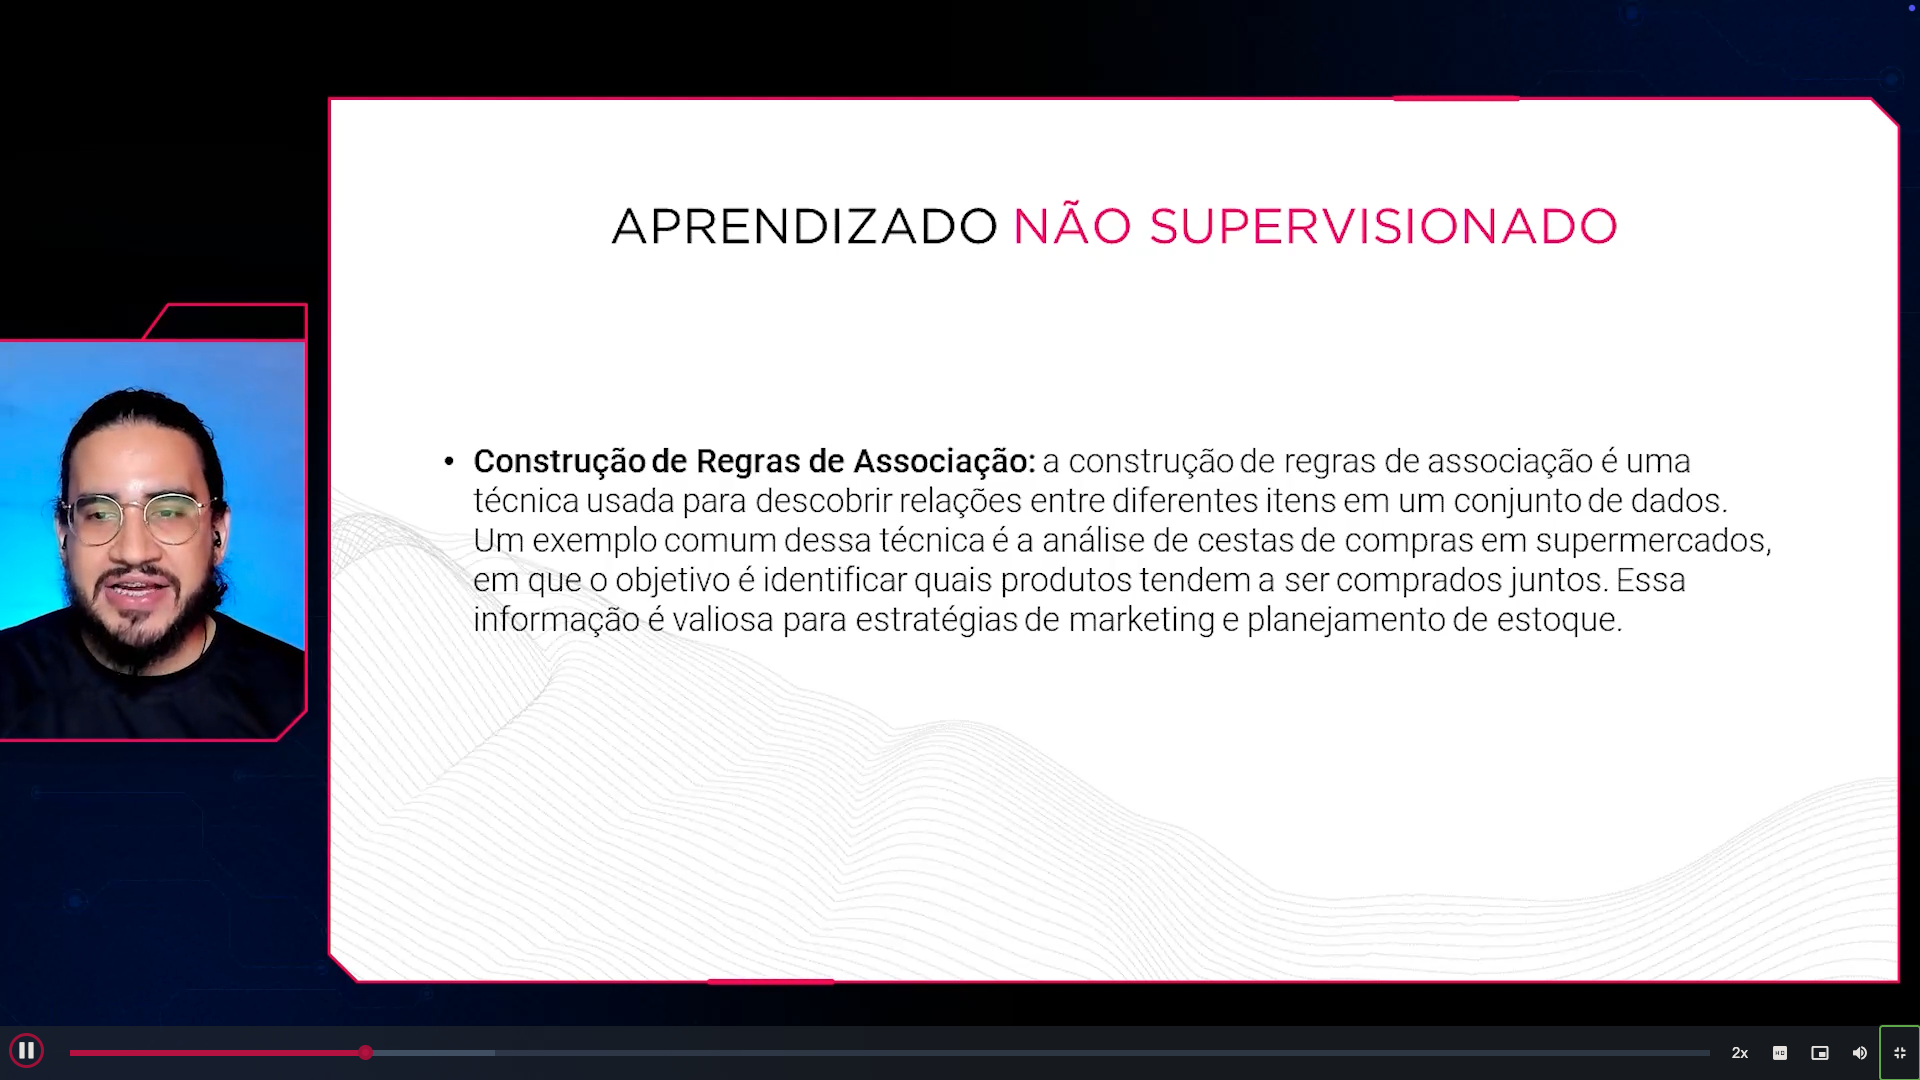 APRENDIZADO NÃO SUPERVISIONADO
• Construção de Regras de Associação: a construção de regras de associação é uma
técnica usada para descobrir relações entre diferentes itens em um conjunto de dados.
Um exemplo comum dessa técnica é a análise de cestas de compras em supermercados,
em que o objetivo é identificar quais produtos tendem a ser comprados juntos. Essa
informação é valiosa para estratégias de marketing e planejamento de estoque.
2x
HD